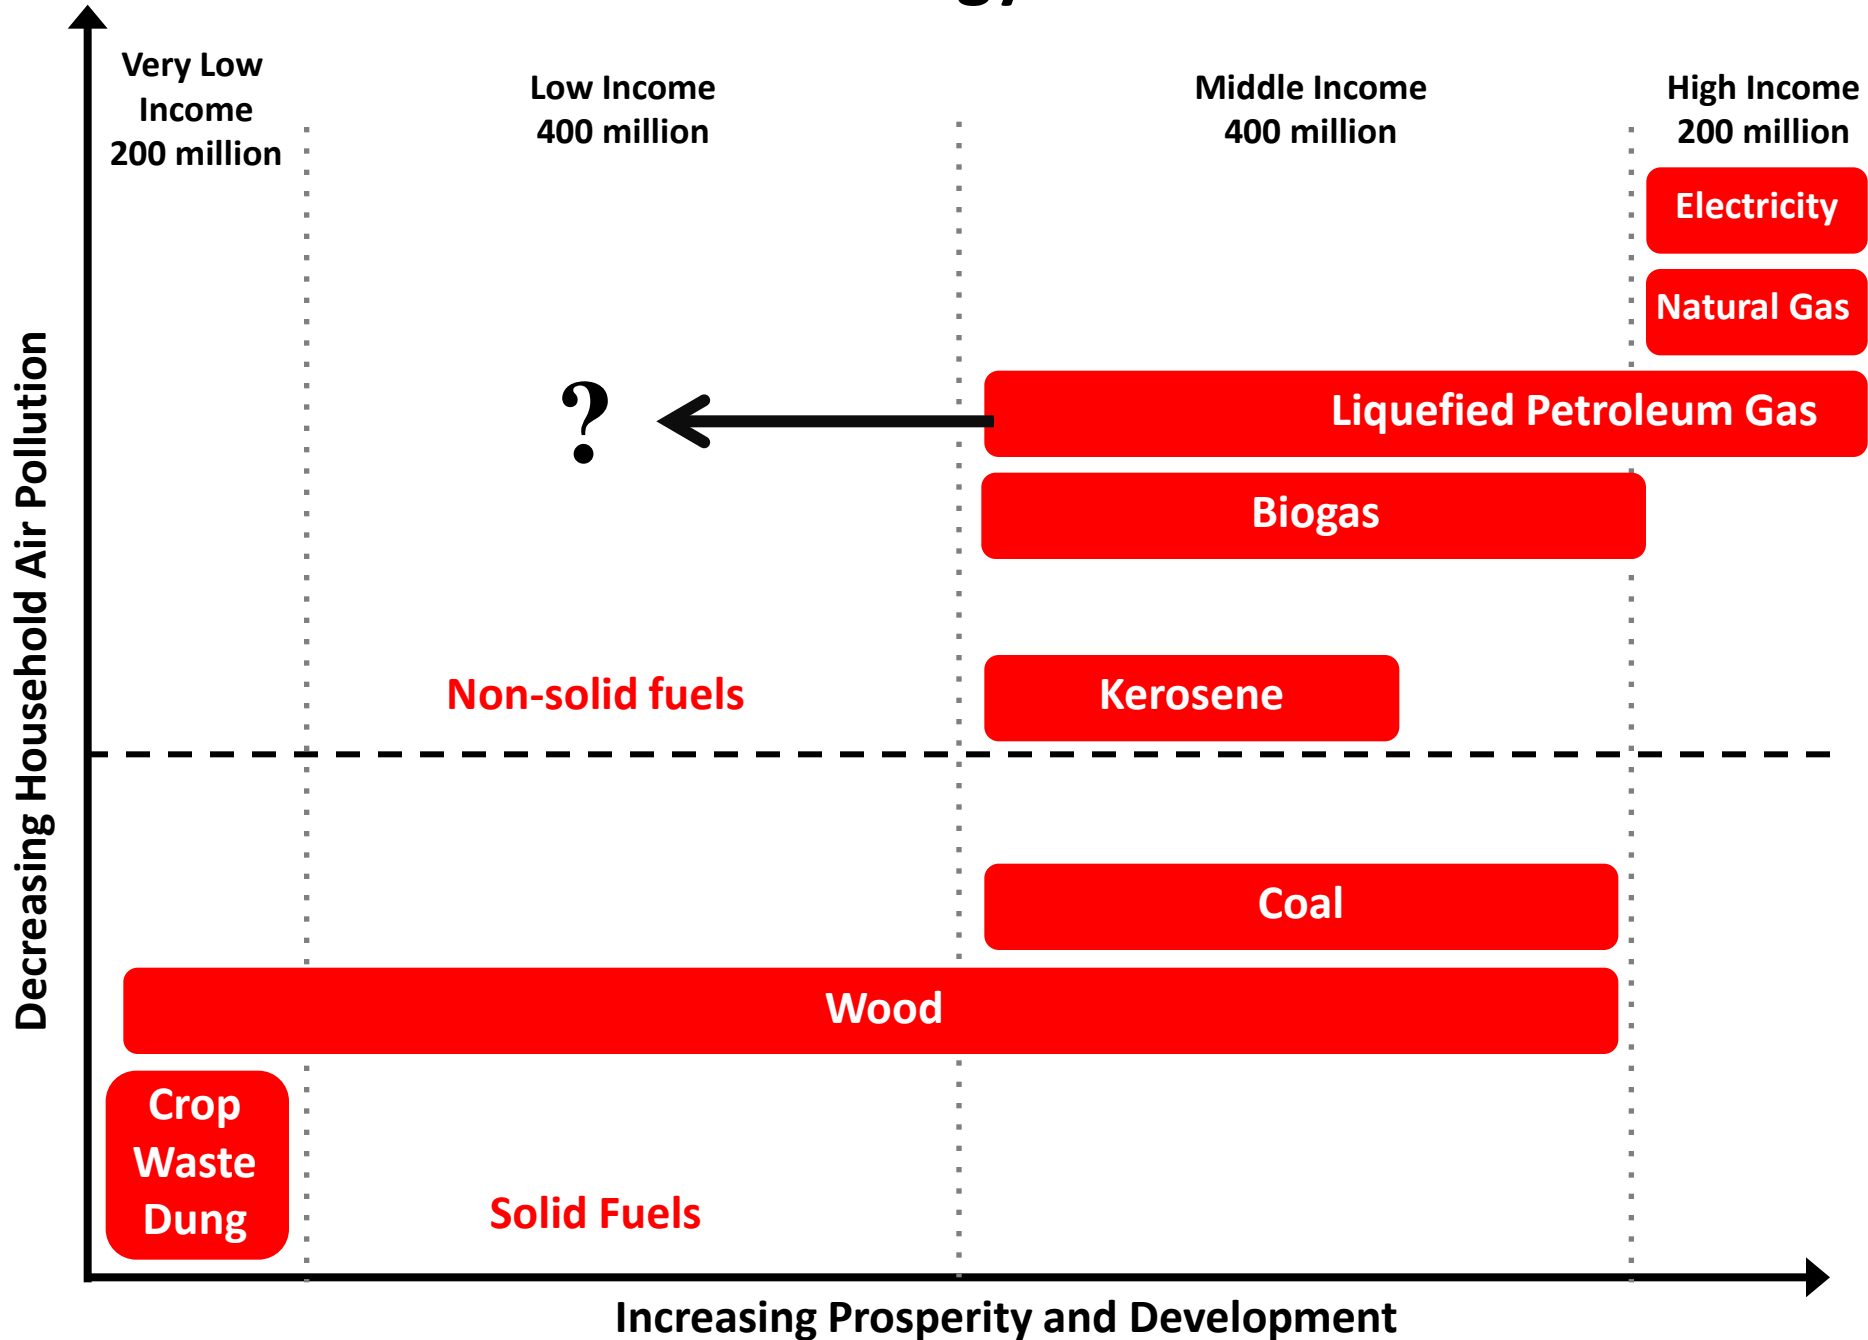 Very Low
Income
200 million
Low Income
400 million
Middle Income
400 million
High Income
200 million
Electricity
Natural Gas
Liquefied Petroleum Gas
?
Biogas
Non-solid fuels
Kerosene
Coal
Wood
Crop
Waste
Dung
Solid Fuels
Decreasing Household Air Pollution
Increasing Prosperity and Development